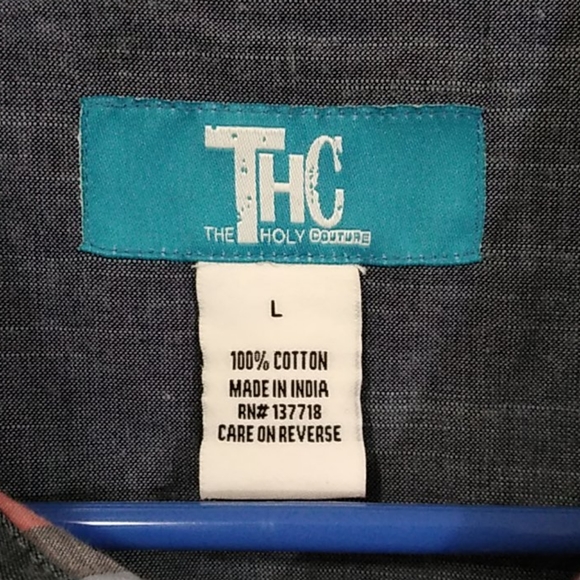 THC
THE HOLY COUTURE
L
100% COTTON
MADE IN INDIA
RN# 137718
CARE ON REVERSE